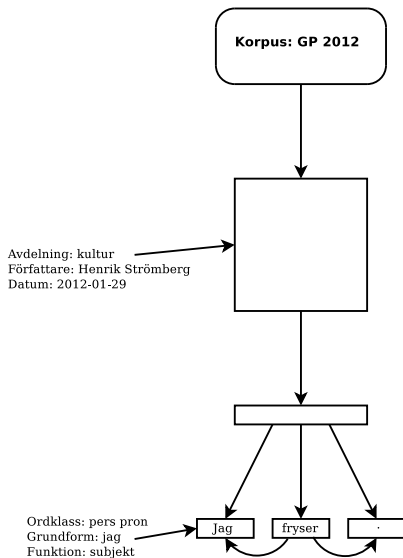 Korpus: GP 2012
Avdelning: kultur
Författare: Henrik Strömberg
Datum: 2012-01-29
Ordklass: pers pron
Grundform: jag
Funktion: subjekt
Jag
fryser
.